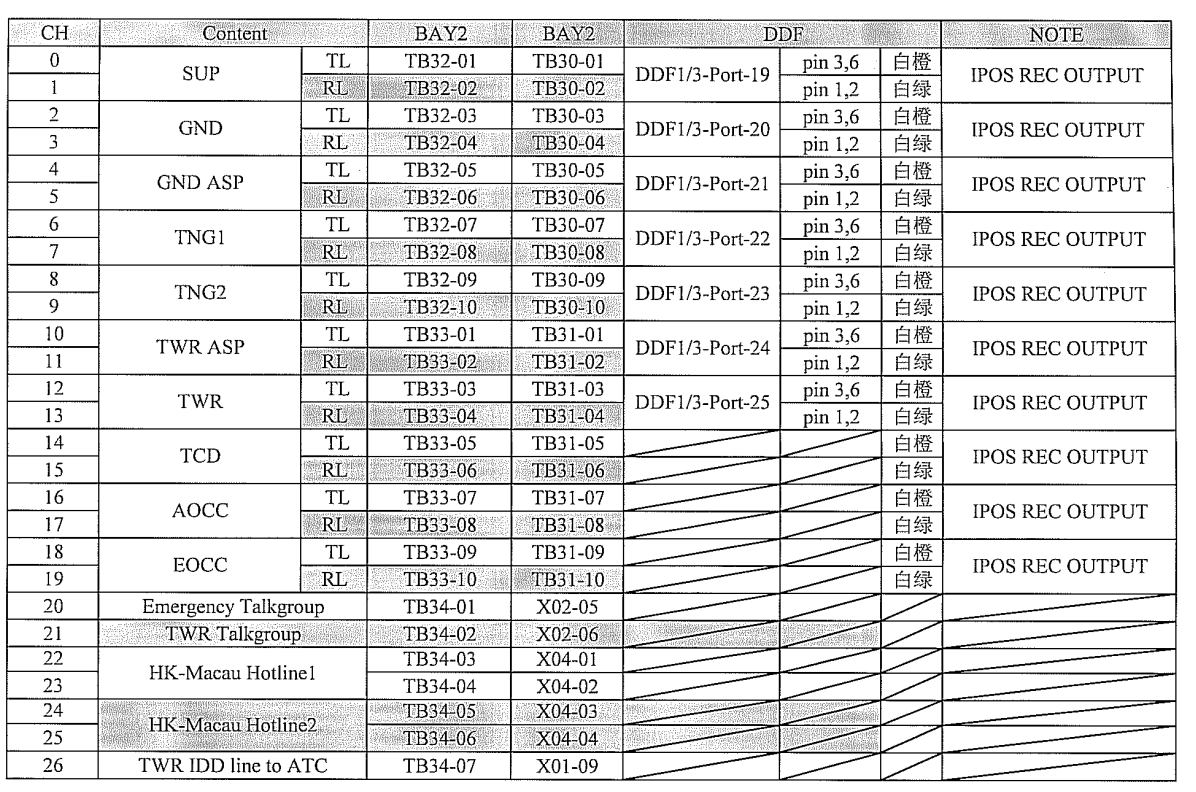 CH Content BAY2 BAY2 DDF NOTE
0 SUP TL TB32-01 TB30-01 DDF1/3-Port-19 pin 3,6 白橙 IPOS REC OUTPUT
1 RL TB32-02 TB30-02 pin 1,2 白绿
2 GND TL TB32-03 TB30-03 DDF1/3-Port-20 pin 3,6 白橙 IPOS REC OUTPUT
3 RL TB32-04 TB30-04 pin 1,2 白绿
4 GND ASP TL TB32-05 TB30-05 DDF1/3-Port-21 pin 3,6 白橙 IPOS REC OUTPUT
5 RL TB32-06 TB30-06 pin 1,2 白绿
6 TNG1 TL TB32-07 TB30-07 DDF1/3-Port-22 pin 3,6 白橙 IPOS REC OUTPUT
7 RL TB32-08 TB30-08 pin 1,2 白绿
8 TNG2 TL TB32-09 TB30-09 DDF1/3-Port-23 pin 3,6 白橙 IPOS REC OUTPUT
9 RL TB32-10 TB30-10 pin 1,2 白绿
10 TWR ASP TL TB33-01 TB31-01 DDF1/3-Port-24 pin 3,6 白橙 IPOS REC OUTPUT
11 RL TB33-02 TB31-02 pin 1,2 白绿
12 TWR TL TB33-03 TB31-03 DDF1/3-Port-25 pin 3,6 白橙 IPOS REC OUTPUT
13 RL TB33-04 TB31-04 pin 1,2 白绿
14 TCD TL TB33-05 TB31-05 白橙 IPOS REC OUTPUT
15 RL TB33-06 TB31-06 白绿
16 AOCC TL TB33-07 TB31-07 白橙 IPOS REC OUTPUT
17 RL TB33-08 TB31-08 白绿
18 EOCC TL TB33-09 TB31-09 白橙 IPOS REC OUTPUT
19 RL TB33-10 TB31-10 白绿
20 Emergency Talkgroup TB34-01 X02-05
21 TWR Talkgroup TB34-02 X02-06
22 HK-Macau Hotline1 TB34-03 X04-01
23 TB34-04 X04-02
24 HK-Macau Hotline2 TB34-05 X04-03
25 TB34-06 X04-04
26 TWR IDD line to ATC TB34-07 X01-09